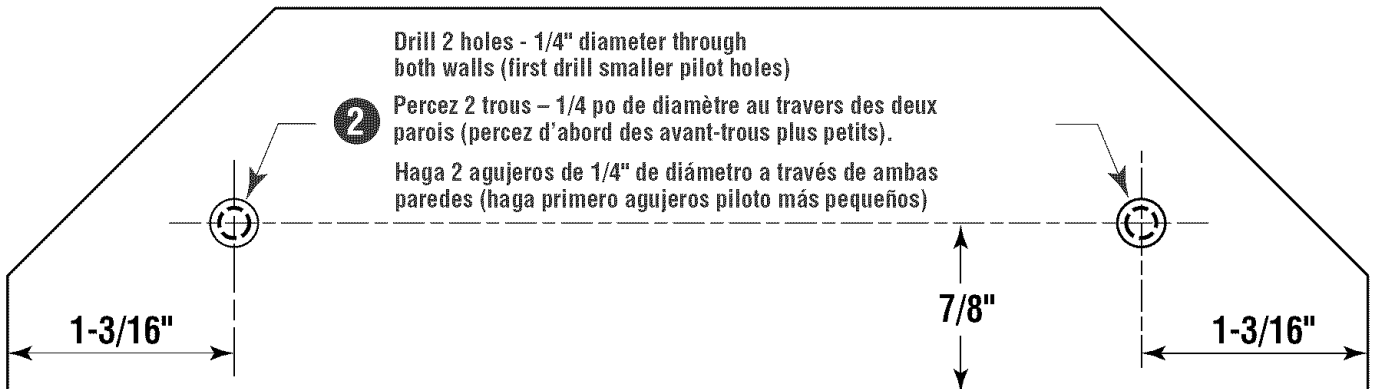 Drill 2 holes - 1/4" diameter through
both walls (first drill smaller pilot holes)
2
Percez 2 trous – 1/4 po de diamètre au travers des deux
parois (percez d'abord des avant-trous plus petits).
Haga 2 agujeros de 1/4" de diámetro a través de ambas
paredes (haga primero agujeros piloto más pequeños)
1-3/16"
7/8"
1-3/16"